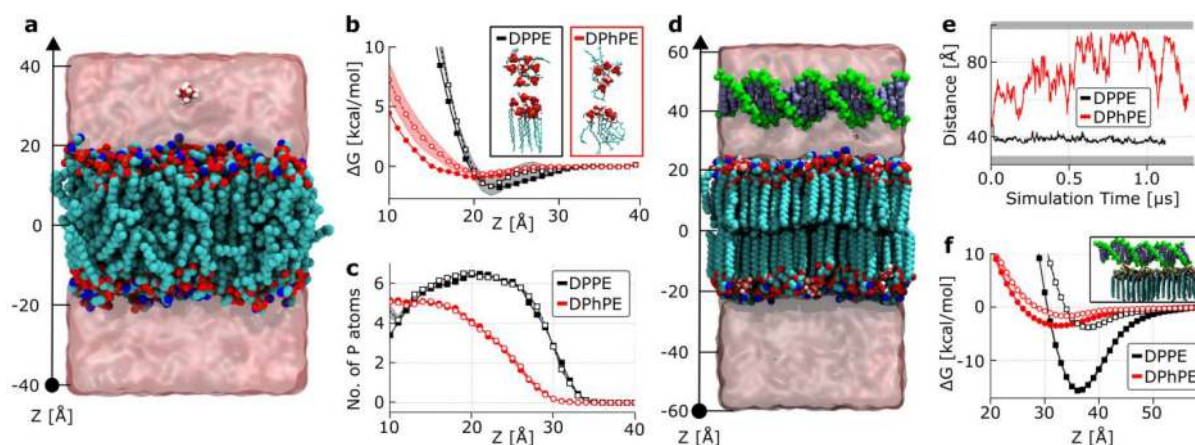 a
40
20
0
-20
-40
Z [Å]
b
ΔG [kcal/mol]
10
5
0
DPPE
DPhPE
10 20 30 40
Z [Å]
c
No. of P atoms
6
4
2
0
DPPE
DPhPE
10 20 30 40
Z [Å]
d
60
40
20
0
-20
-40
-60
Z [Å]
e
Distance [Å]
80
40
DPPE
DPhPE
0.0 0.5 1.0
Simulation Time [µs]
f
ΔG [kcal/mol]
10
0
-10
DPPE
DPhPE
20 30 40 50
Z [Å]